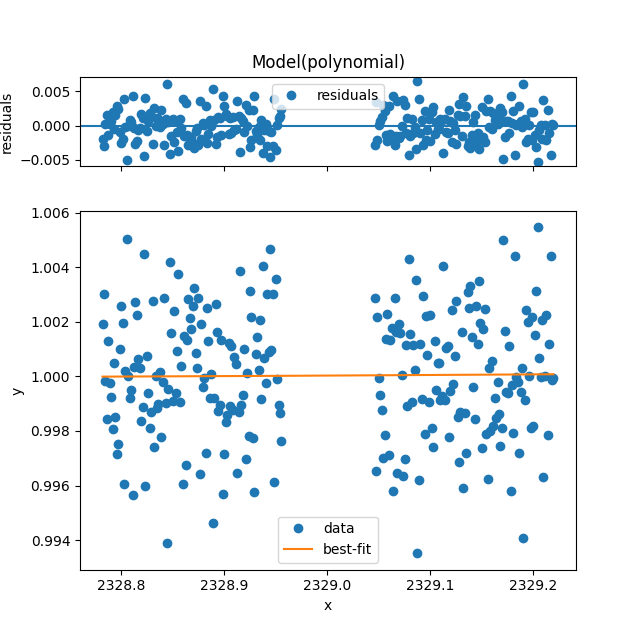 Model(polynomial)
residuals
0.005
0.000
−0.005
residuals
1.006
1.004
1.002
1.000
0.998
0.996
0.994
y
data
best-fit
2328.8 2328.9 2329.0 2329.1 2329.2
x